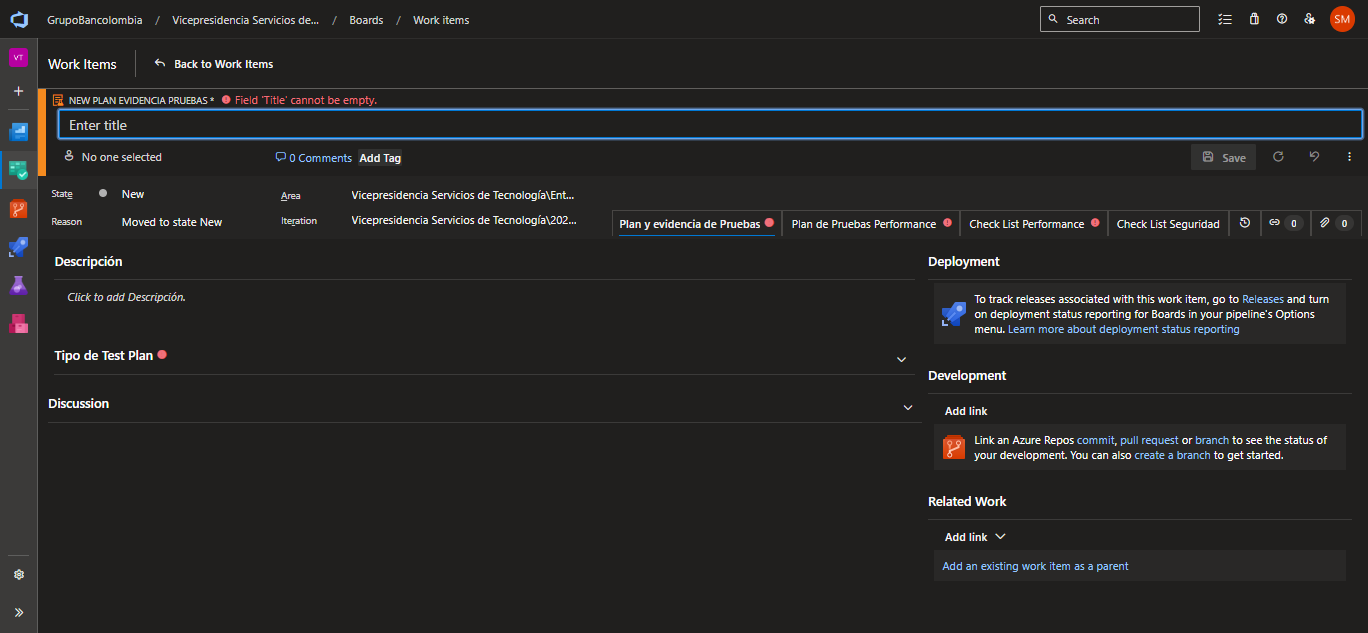 GrupoBancolombia / Vicepresidencia Servicios de... / Boards / Work items
Search
SM
VT
Work Items
Back to Work Items
NEW PLAN EVIDENCIA PRUEBAS * Field 'Title' cannot be empty.
Enter title
No one selected
0 Comments
Add Tag
Save
State
New
Area
Vicepresidencia Servicios de Tecnología\Ent...
Reason
Moved to state New
Iteration
Vicepresidencia Servicios de Tecnología\202...
Plan y evidencia de Pruebas
Plan de Pruebas Performance
Check List Performance
Check List Seguridad
0
0
Descripción
Click to add Descripción.
Tipo de Test Plan
Discussion
Deployment
To track releases associated with this work item, go to Releases and turn
on deployment status reporting for Boards in your pipeline's Options
menu. Learn more about deployment status reporting
Development
Add link
Link an Azure Repos commit, pull request or branch to see the status of
your development. You can also create a branch to get started.
Related Work
Add link
Add an existing work item as a parent